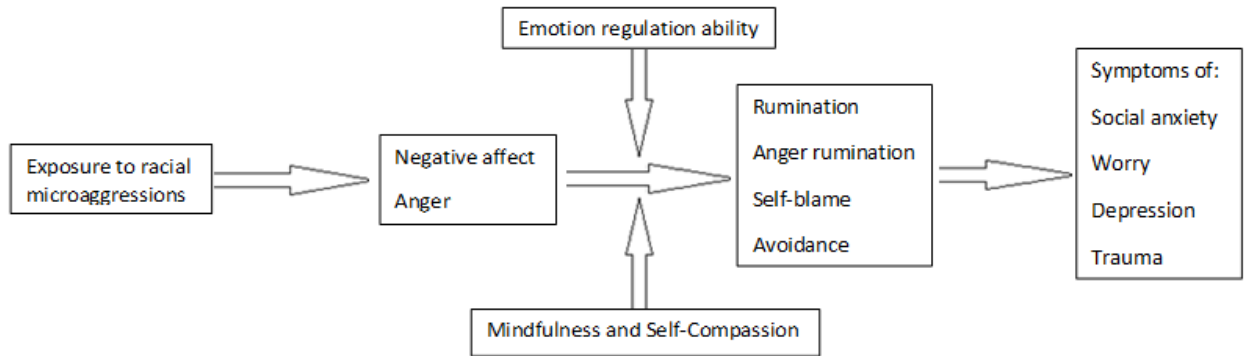 Emotion regulation ability
Exposure to racial
microaggressions
Negative affect
Anger
Rumination
Anger rumination
Self-blame
Avoidance
Symptoms of:
Social anxiety
Worry
Depression
Trauma
Mindfulness and Self-Compassion